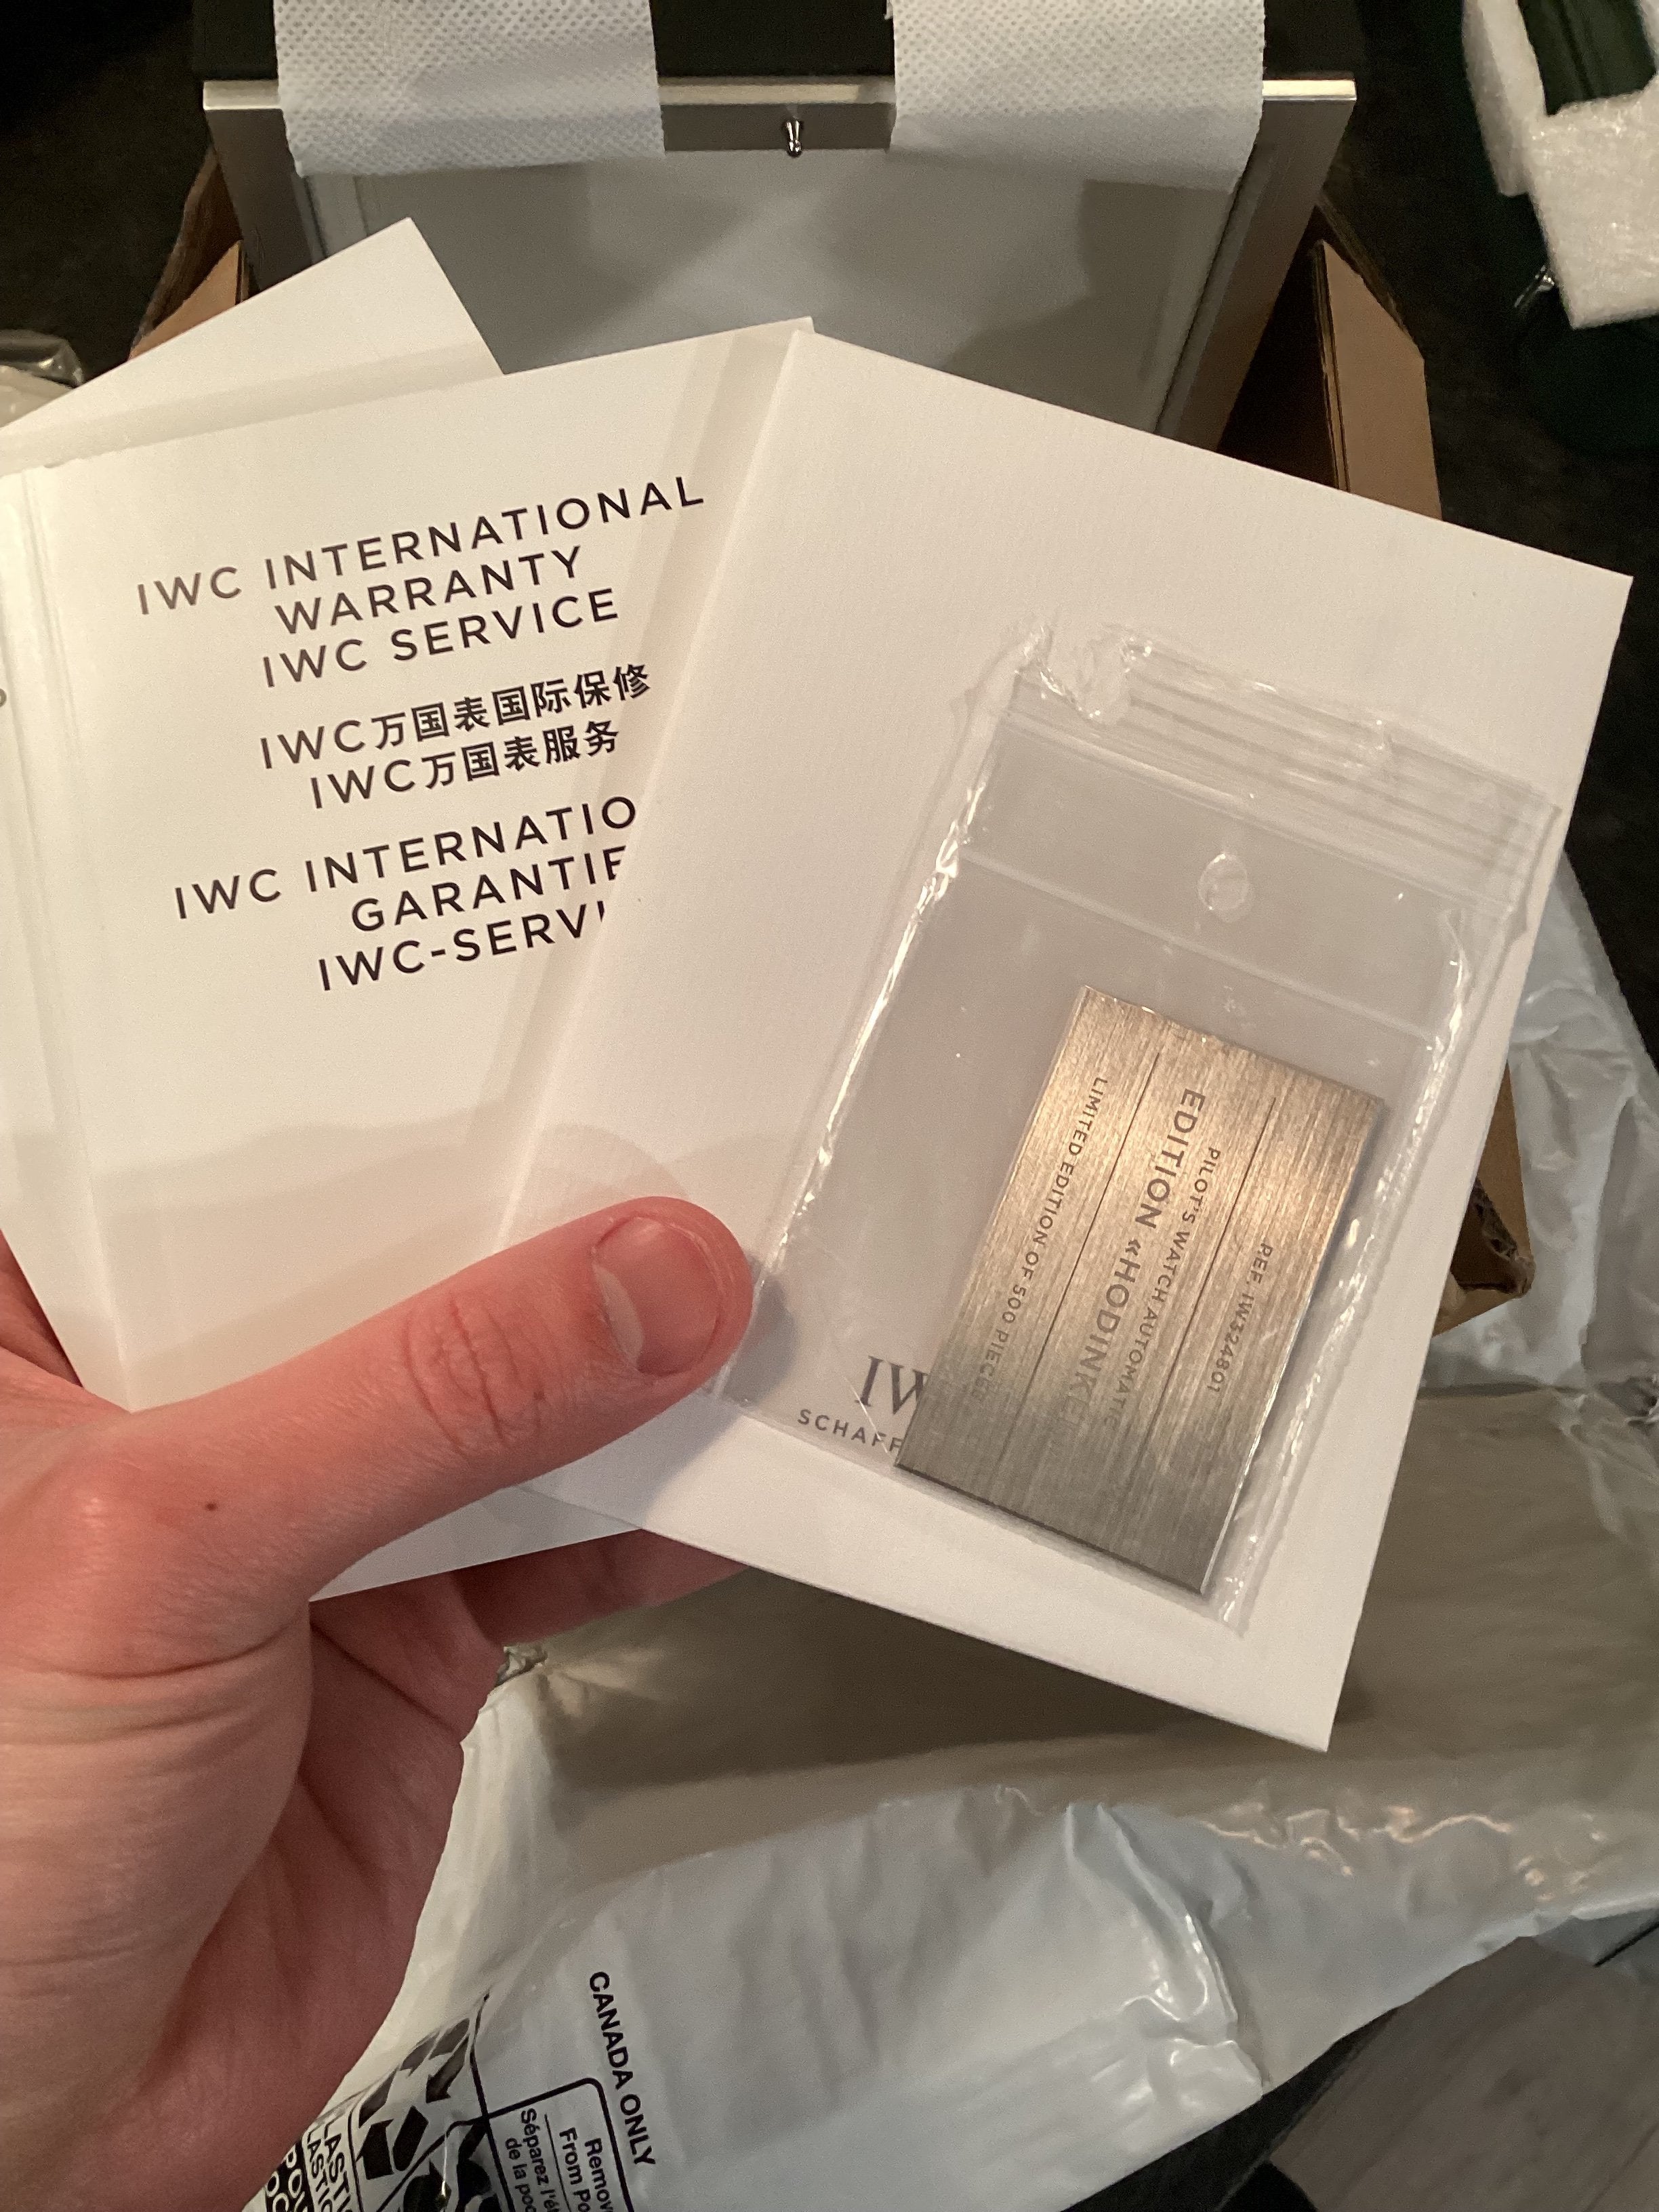 IWC INTERNATIONAL
WARRANTY
IWC SERVICE
IWC万国表国际保修
IWC万国表服务
IWC INTERNATIO
GARANTIE
IWC-SERVI
REF. IW324801
PILOT'S WATCH AUTOMATIC
EDITION «HODINKE
LIMITED EDITION OF 500 PIECES
IW
SCHAFF
CANADA ONLY
Remov
From Po
Séparez l'ét
de la poc